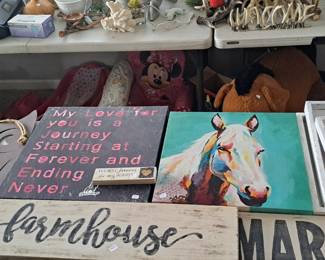 My Love for
you is a
Journey
Starting at
Forever and
Ending
Never.
farmhouse
MAR